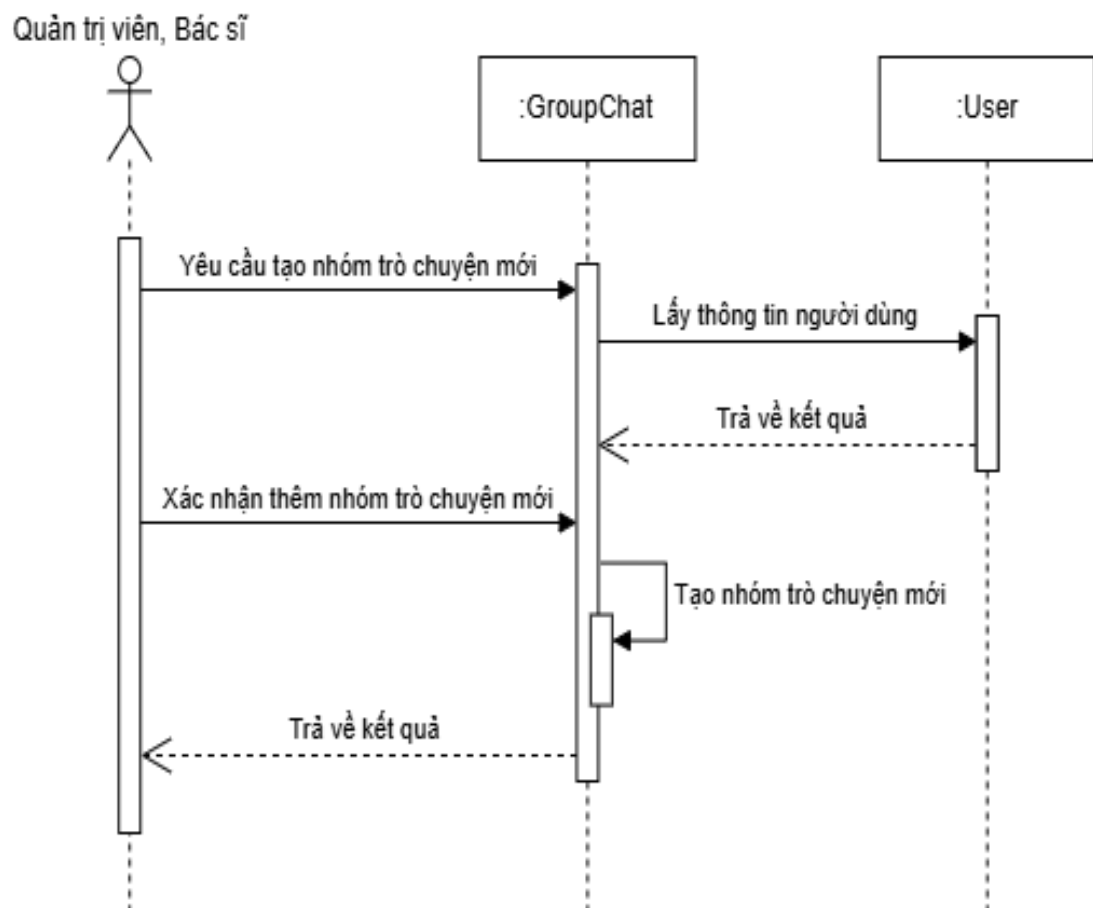 Quản trị viên, Bác sĩ
:GroupChat
:User
Yêu cầu tạo nhóm trò chuyện mới
Lấy thông tin người dùng
Trả về kết quả
Xác nhận thêm nhóm trò chuyện mới
Tạo nhóm trò chuyện mới
Trả về kết quả